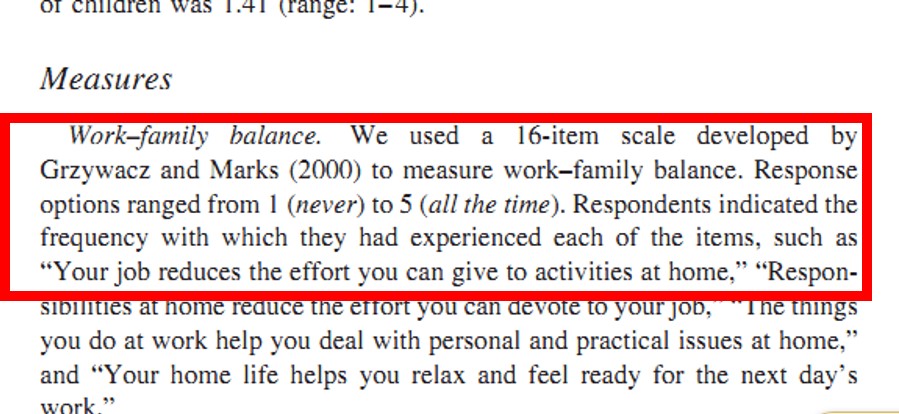 of children was 1.41 (range: 1–4).
Measures
Work–family balance. We used a 16-item scale developed by
Grzywacz and Marks (2000) to measure work–family balance. Response
options ranged from 1 (never) to 5 (all the time). Respondents indicated the
frequency with which they had experienced each of the items, such as
“Your job reduces the effort you can give to activities at home,” “Respon-
sibilities at home reduce the effort you can devote to your job,” “The things
you do at work help you deal with personal and practical issues at home,”
and “Your home life helps you relax and feel ready for the next day’s
work.”